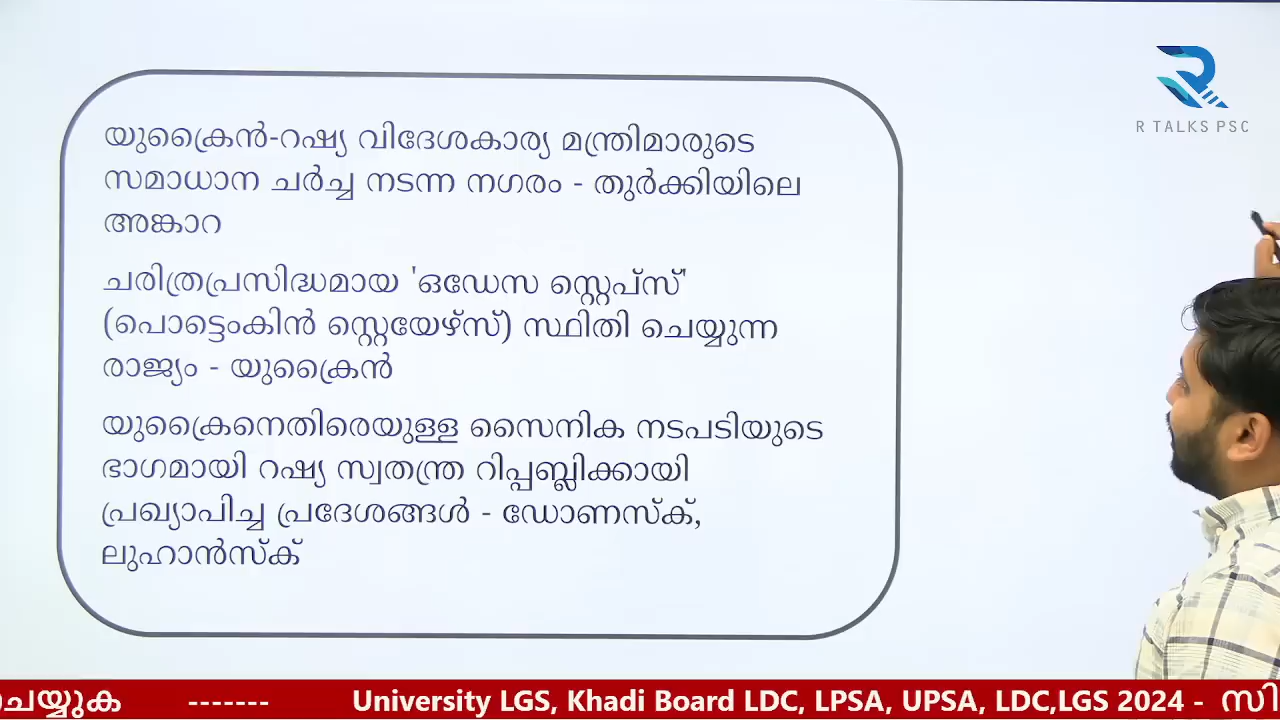 R TALKS PSC
യുക്രൈൻ-റഷ്യ വിദേശകാര്യ മന്ത്രിമാരുടെ
സമാധാന ചർച്ച നടന്ന നഗരം - തുർക്കിയിലെ
അങ്കാറ
ചരിത്രപ്രസിദ്ധമായ 'ഒഡേസ സ്റ്റെപ്സ്'
(പൊട്ടെംകിൻ സ്റ്റെയേഴ്സ്) സ്ഥിതി ചെയ്യുന്ന
രാജ്യം - യുക്രൈൻ
യുക്രൈനെതിരെയുള്ള സൈനിക നടപടിയുടെ
ഭാഗമായി റഷ്യ സ്വതന്ത്ര റിപ്പബ്ലിക്കായി
പ്രഖ്യാപിച്ച പ്രദേശങ്ങൾ - ഡോണസ്ക്,
ലുഹാൻസ്ക്
------- University LGS, Khadi Board LDC, LPSA, UPSA, LDC,LGS 2024 -